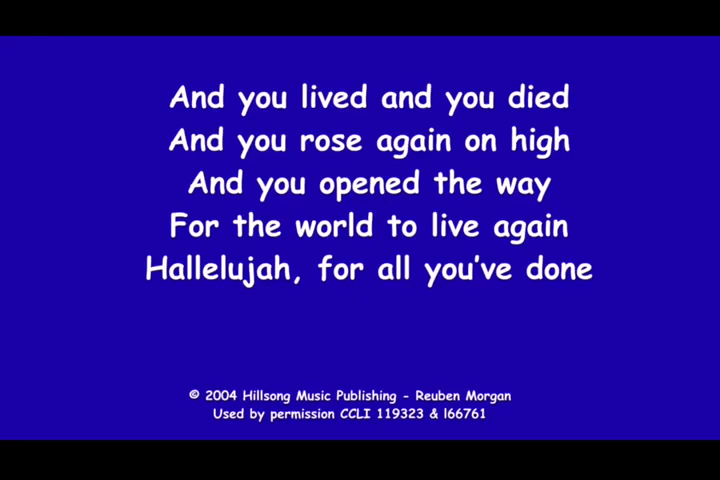 And you lived and you died
And you rose again on high
And you opened the way
For the world to live again
Hallelujah, for all you've done
© 2004 Hillsong Music Publishing - Reuben Morgan
Used by permission CCLI 119323 & l66761